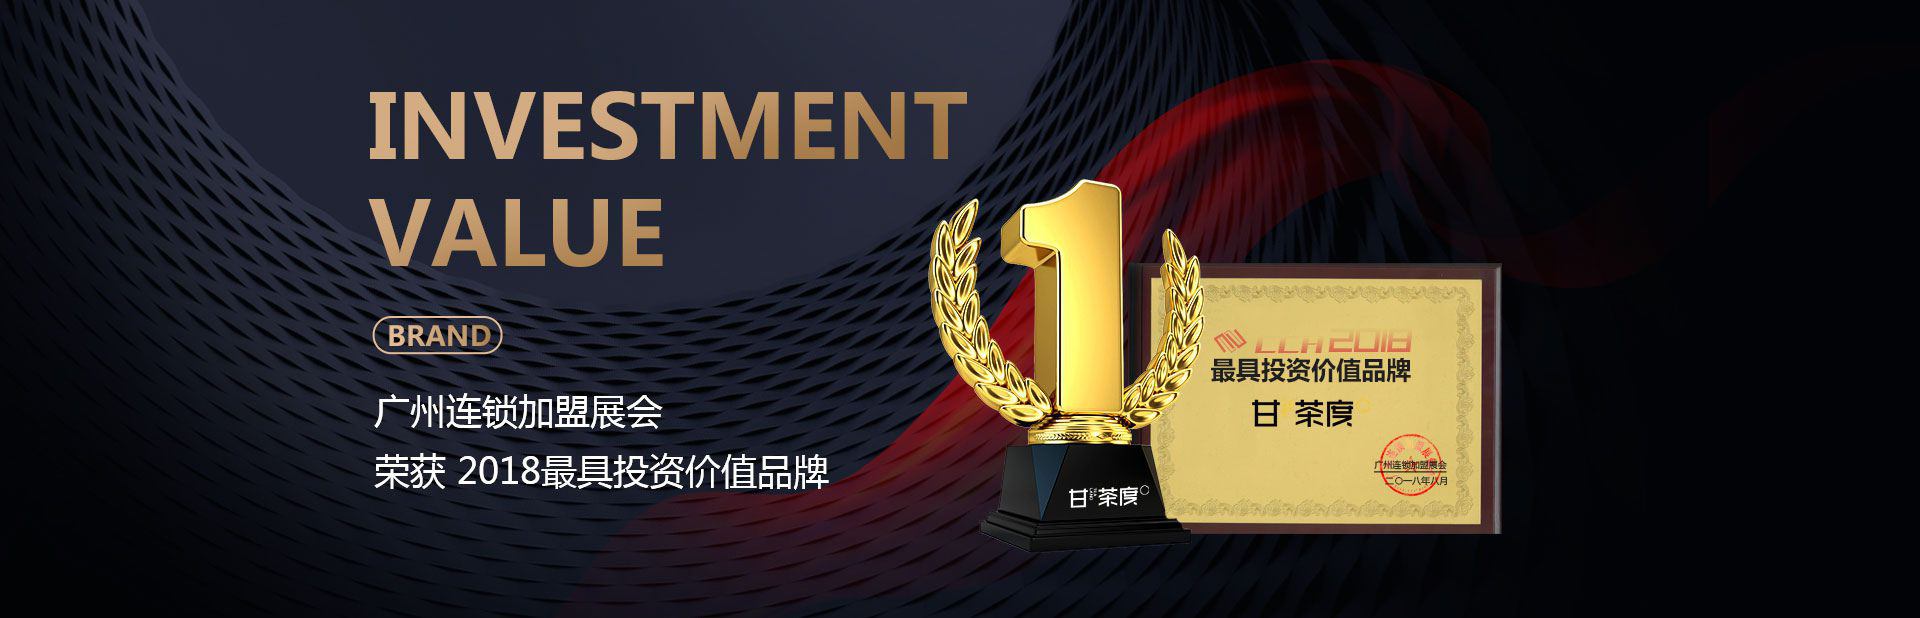 INVESTMENT
VALUE
BRAND
广州连锁加盟展会
荣获 2018最具投资价值品牌
甘茶度
CCH 2018
最具投资价值品牌
甘 茶度
广州连锁加盟展会
二〇一八年八月